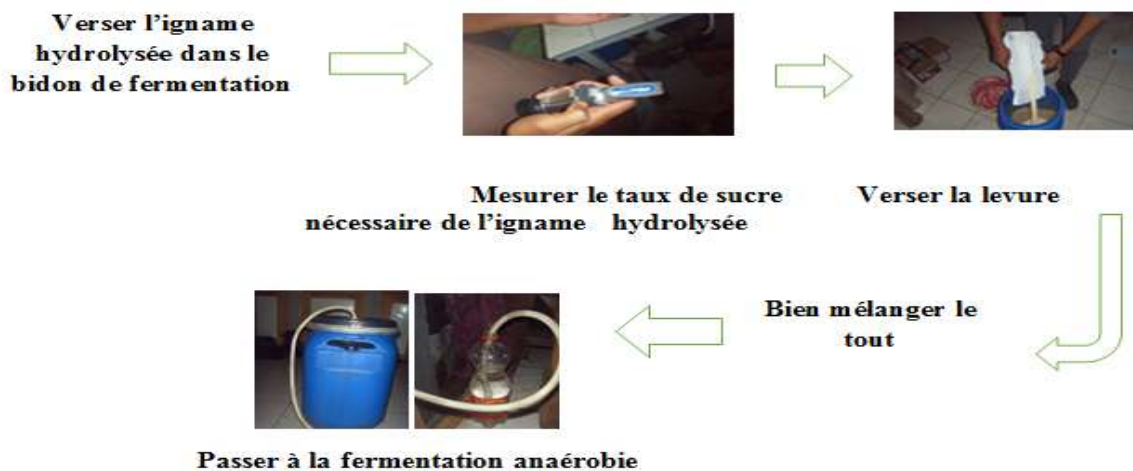 Verser l’igname
hydrolysée dans le
bidon de fermentation
Mesurer le taux de sucre
nécessaire de l’igname hydrolysée
Verser la levure
Bien mélanger le
tout
Passer à la fermentation anaérobie